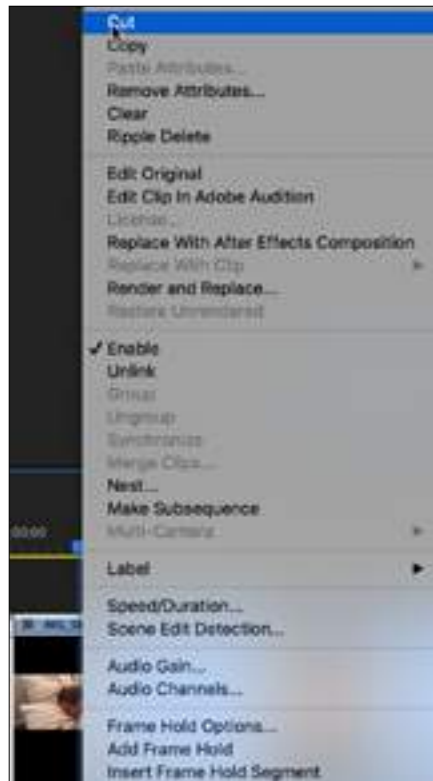 Cut
Copy
Paste Attributes...
Remove Attributes...
Clear
Ripple Delete
Edit Original
Edit Clip In Adobe Audition
License...
Replace With After Effects Composition
Replace With Clip
Render and Replace...
Restore Unrendered
✓ Enable
Unlink
Group
Ungroup
Synchronize
Merge Clips...
Nest...
Make Subsequence
Multi-Camera
Label
Speed/Duration...
Scene Edit Detection...
Audio Gain...
Audio Channels...
Frame Hold Options...
Add Frame Hold
Insert Frame Hold Segment